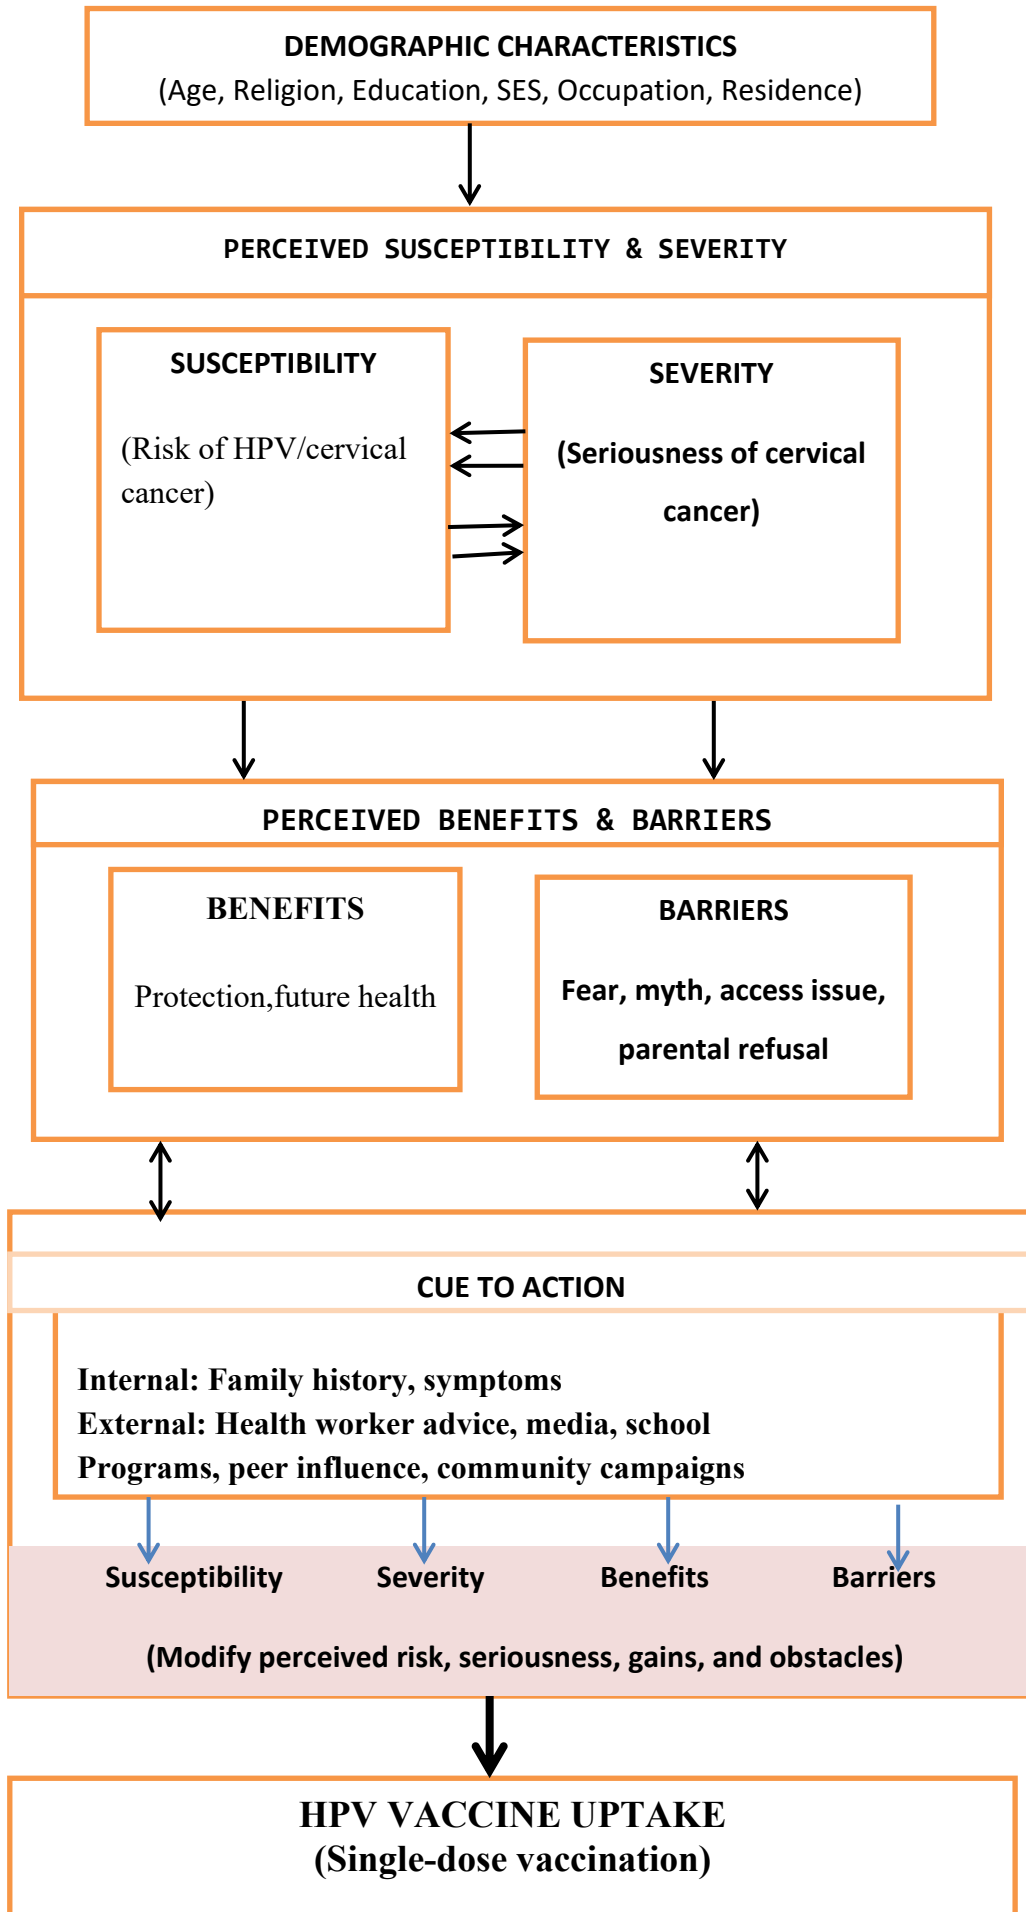 DEMOGRAPHIC CHARACTERISTICS
(Age, Religion, Education, SES, Occupation, Residence)
PERCEIVED SUSCEPTIBILITY & SEVERITY
SUSCEPTIBILITY
(Risk of HPV/cervical
cancer)
SEVERITY
(Seriousness of cervical
cancer)
PERCEIVED BENEFITS & BARRIERS
BENEFITS
Protection,future health
BARRIERS
Fear, myth, access issue,
parental refusal
CUE TO ACTION
Internal: Family history, symptoms
External: Health worker advice, media, school
Programs, peer influence, community campaigns
Susceptibility Severity Benefits Barriers
(Modify perceived risk, seriousness, gains, and obstacles)
HPV VACCINE UPTAKE
(Single-dose vaccination)